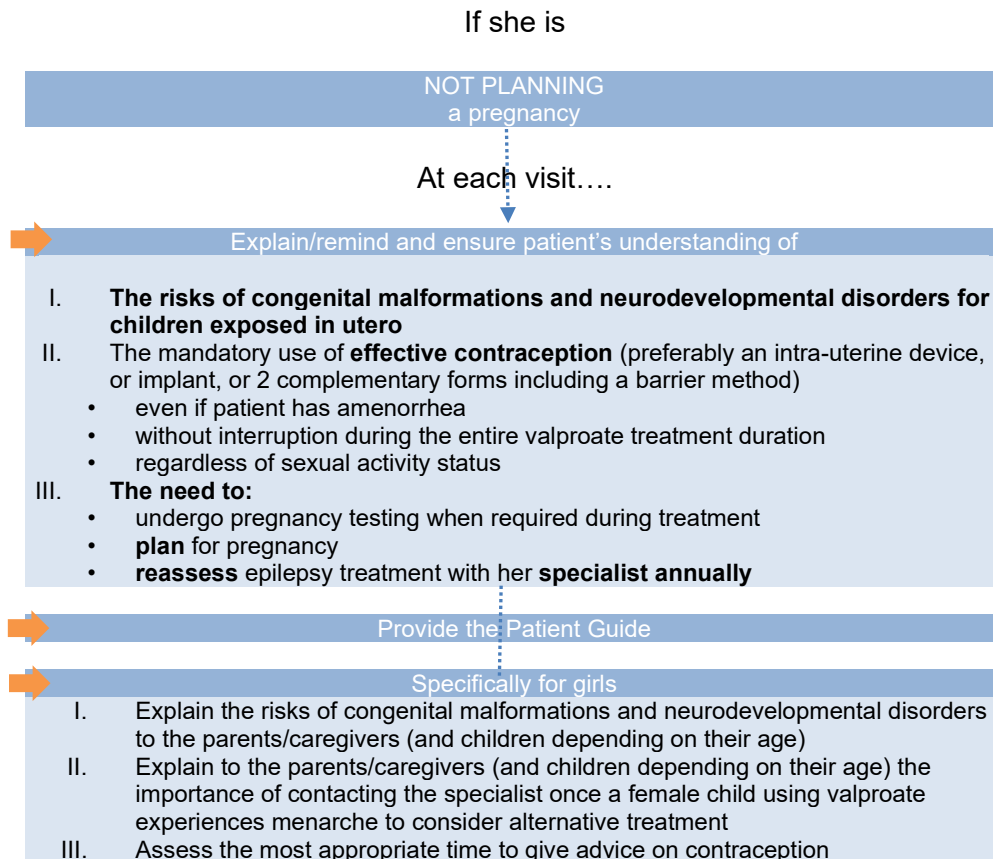 If she is
NOT PLANNING
a pregnancy
At each visit….
Explain/remind and ensure patient’s understanding of
I. The risks of congenital malformations and neurodevelopmental disorders for
children exposed in utero
II. The mandatory use of effective contraception (preferably an intra-uterine device,
or implant, or 2 complementary forms including a barrier method)
• even if patient has amenorrhea
• without interruption during the entire valproate treatment duration
• regardless of sexual activity status
III. The need to:
• undergo pregnancy testing when required during treatment
• plan for pregnancy
• reassess epilepsy treatment with her specialist annually
Provide the Patient Guide
Specifically for girls
I. Explain the risks of congenital malformations and neurodevelopmental disorders
to the parents/caregivers (and children depending on their age)
II. Explain to the parents/caregivers (and children depending on their age) the
importance of contacting the specialist once a female child using valproate
experiences menarche to consider alternative treatment
III. Assess the most appropriate time to give advice on contraception